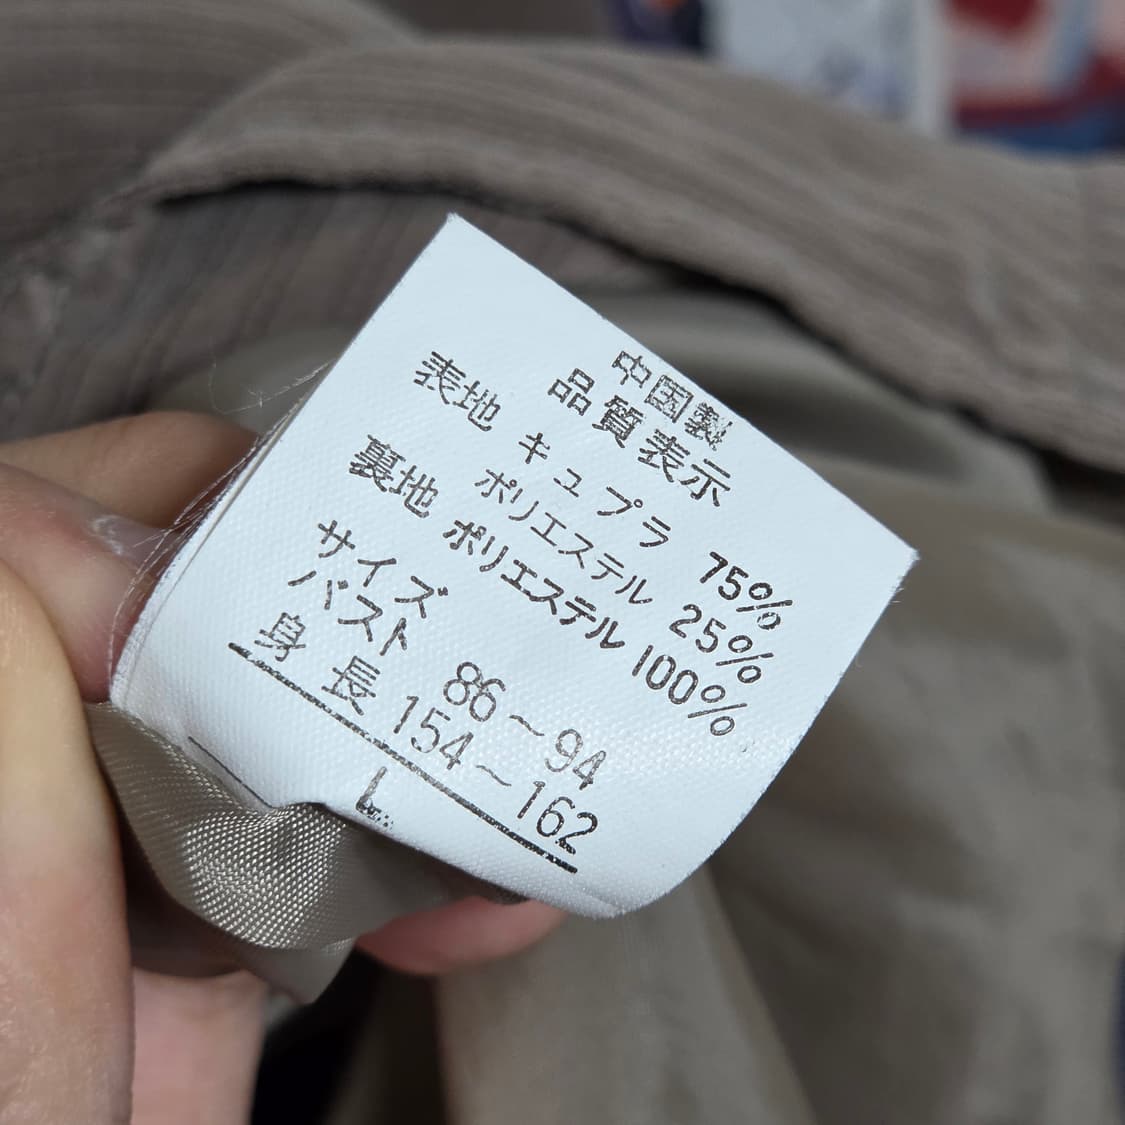 中国製
品質表示
表地 キュプラ 75%
ポリエステル 25%
裏地 ポリエステル 100%
サイズ
バスト 86～94
身長 154～162
L